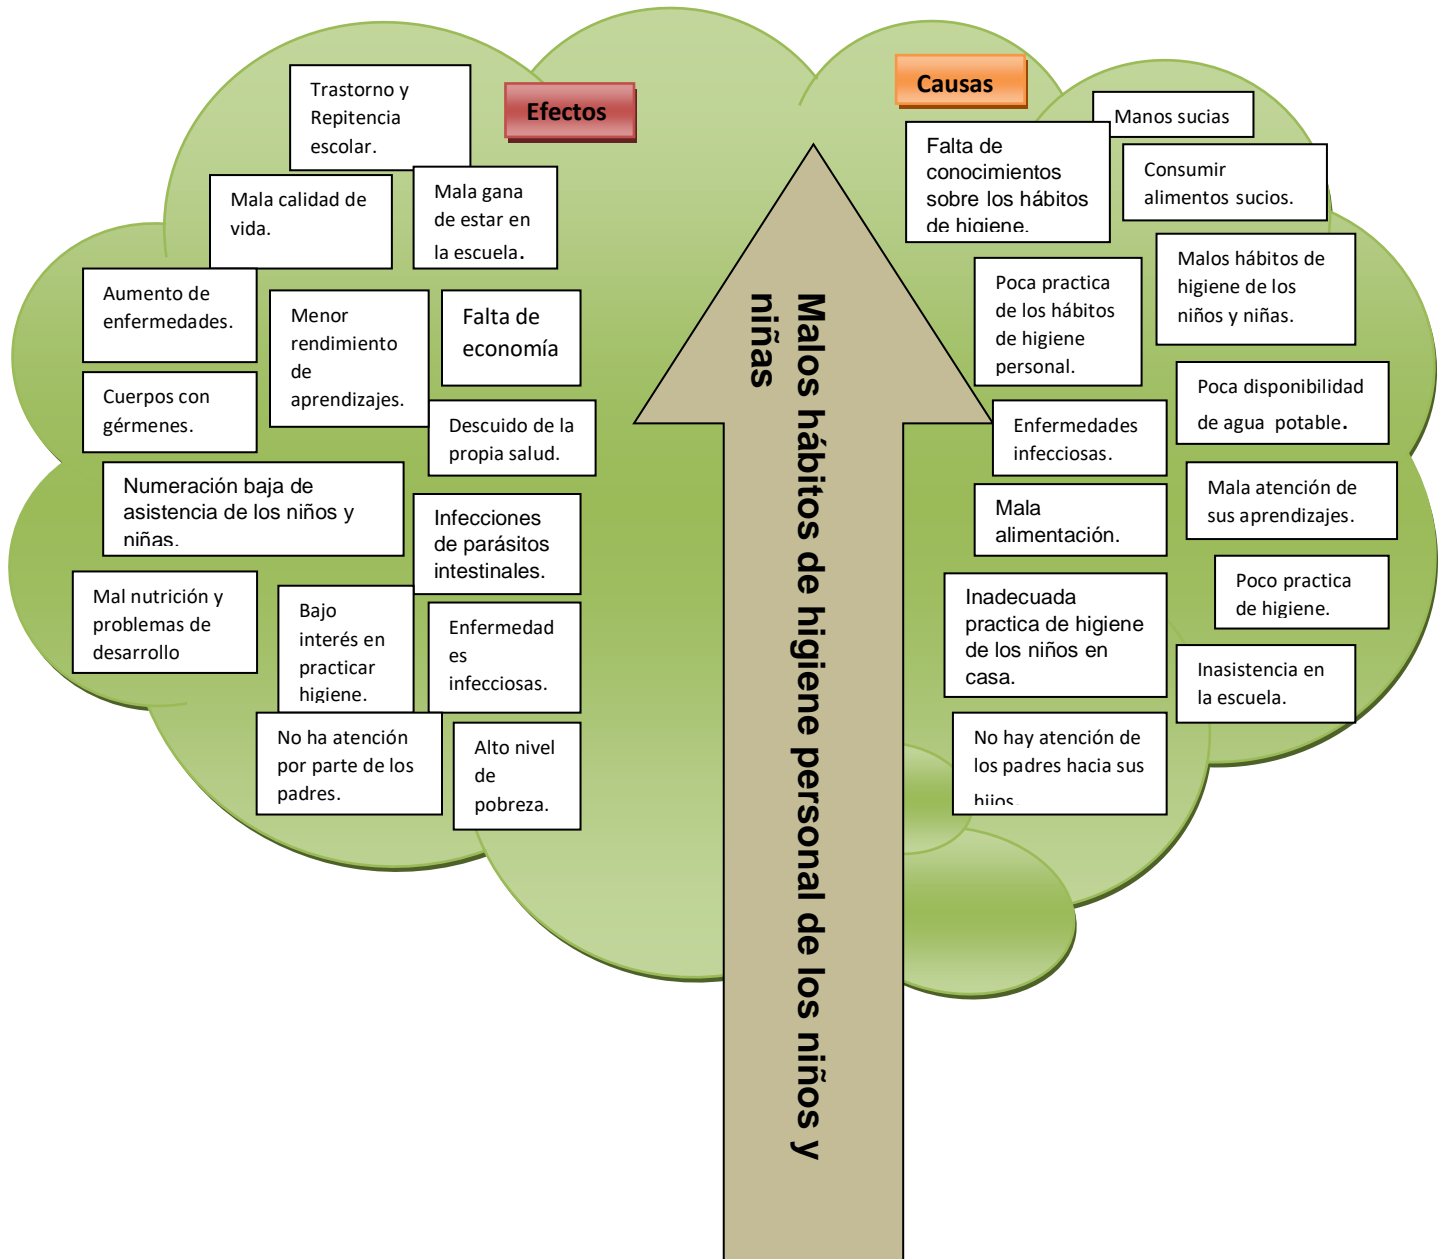 Efectos
Trastorno y
Repitencia
escolar.
Mala calidad de
vida.
Mala gana
de estar en
la escuela.
Aumento de
enfermedades.
Menor
rendimiento
de
aprendizajes.
Falta de
economía
Cuerpos con
gérmenes.
Descuido de la
propia salud.
Numeración baja de
asistencia de los niños y
niñas.
Infecciones
de parásitos
intestinales.
Mal nutrición y
problemas de
desarrollo
Bajo
interés en
practicar
higiene.
Enfermedad
es
infecciosas.
No ha atención
por parte de los
padres.
Alto nivel
de
pobreza.
Malos hábitos de higiene personal de los niños y
niñas
Causas
Manos sucias
Falta de
conocimientos
sobre los hábitos
de higiene.
Consumir
alimentos sucios.
Poca practica
de los hábitos
de higiene
personal.
Malos hábitos de
higiene de los
niños y niñas.
Poca disponibilidad
de agua potable.
Enfermedades
infecciosas.
Mala atención de
sus aprendizajes.
Mala
alimentación.
Poco practica
de higiene.
Inadecuada
practica de higiene
de los niños en
casa.
Inasistencia en
la escuela.
No hay atención de
los padres hacia sus
hijos.